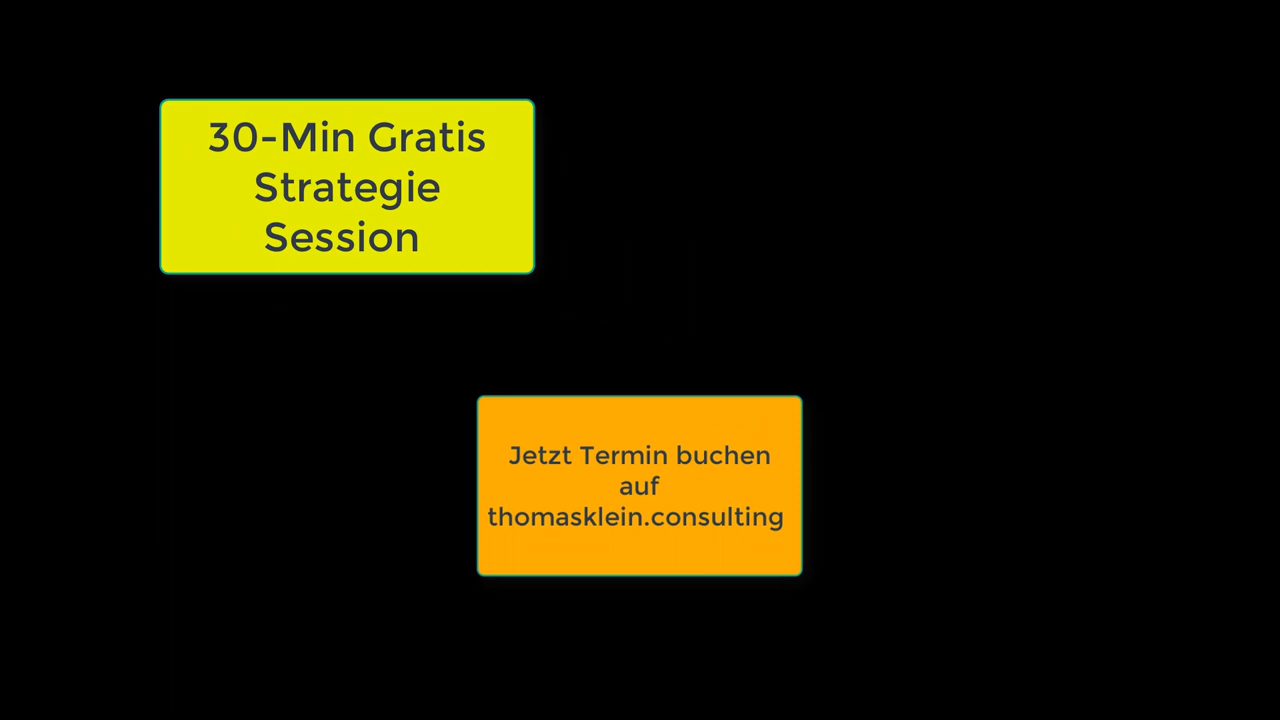 30-Min Gratis
Strategie
Session
Jetzt Termin buchen
auf
thomasklein.consulting